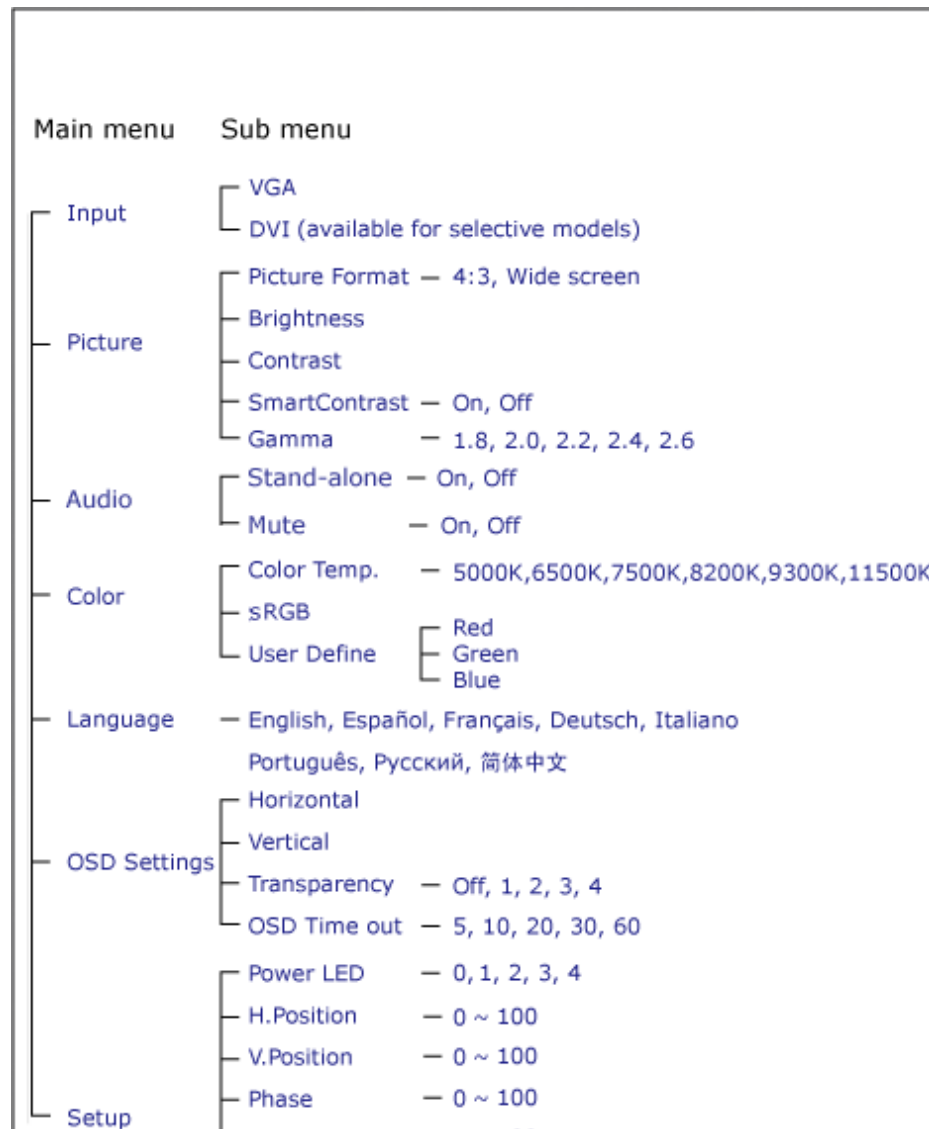 Main menu Sub menu
Input
VGA
DVI (available for selective models)
Picture
Picture Format — 4:3, Wide screen
Brightness
Contrast
SmartContrast — On, Off
Gamma — 1.8, 2.0, 2.2, 2.4, 2.6
Audio
Stand-alone — On, Off
Mute — On, Off
Color
Color Temp. — 5000K,6500K,7500K,8200K,9300K,11500K
sRGB
User Define
Red
Green
Blue
Language — English, Español, Français, Deutsch, Italiano
Português, Русский, 简体中文
OSD Settings
Horizontal
Vertical
Transparency — Off, 1, 2, 3, 4
OSD Time out — 5, 10, 20, 30, 60
Setup
Power LED — 0, 1, 2, 3, 4
H.Position — 0 ~ 100
V.Position — 0 ~ 100
Phase — 0 ~ 100